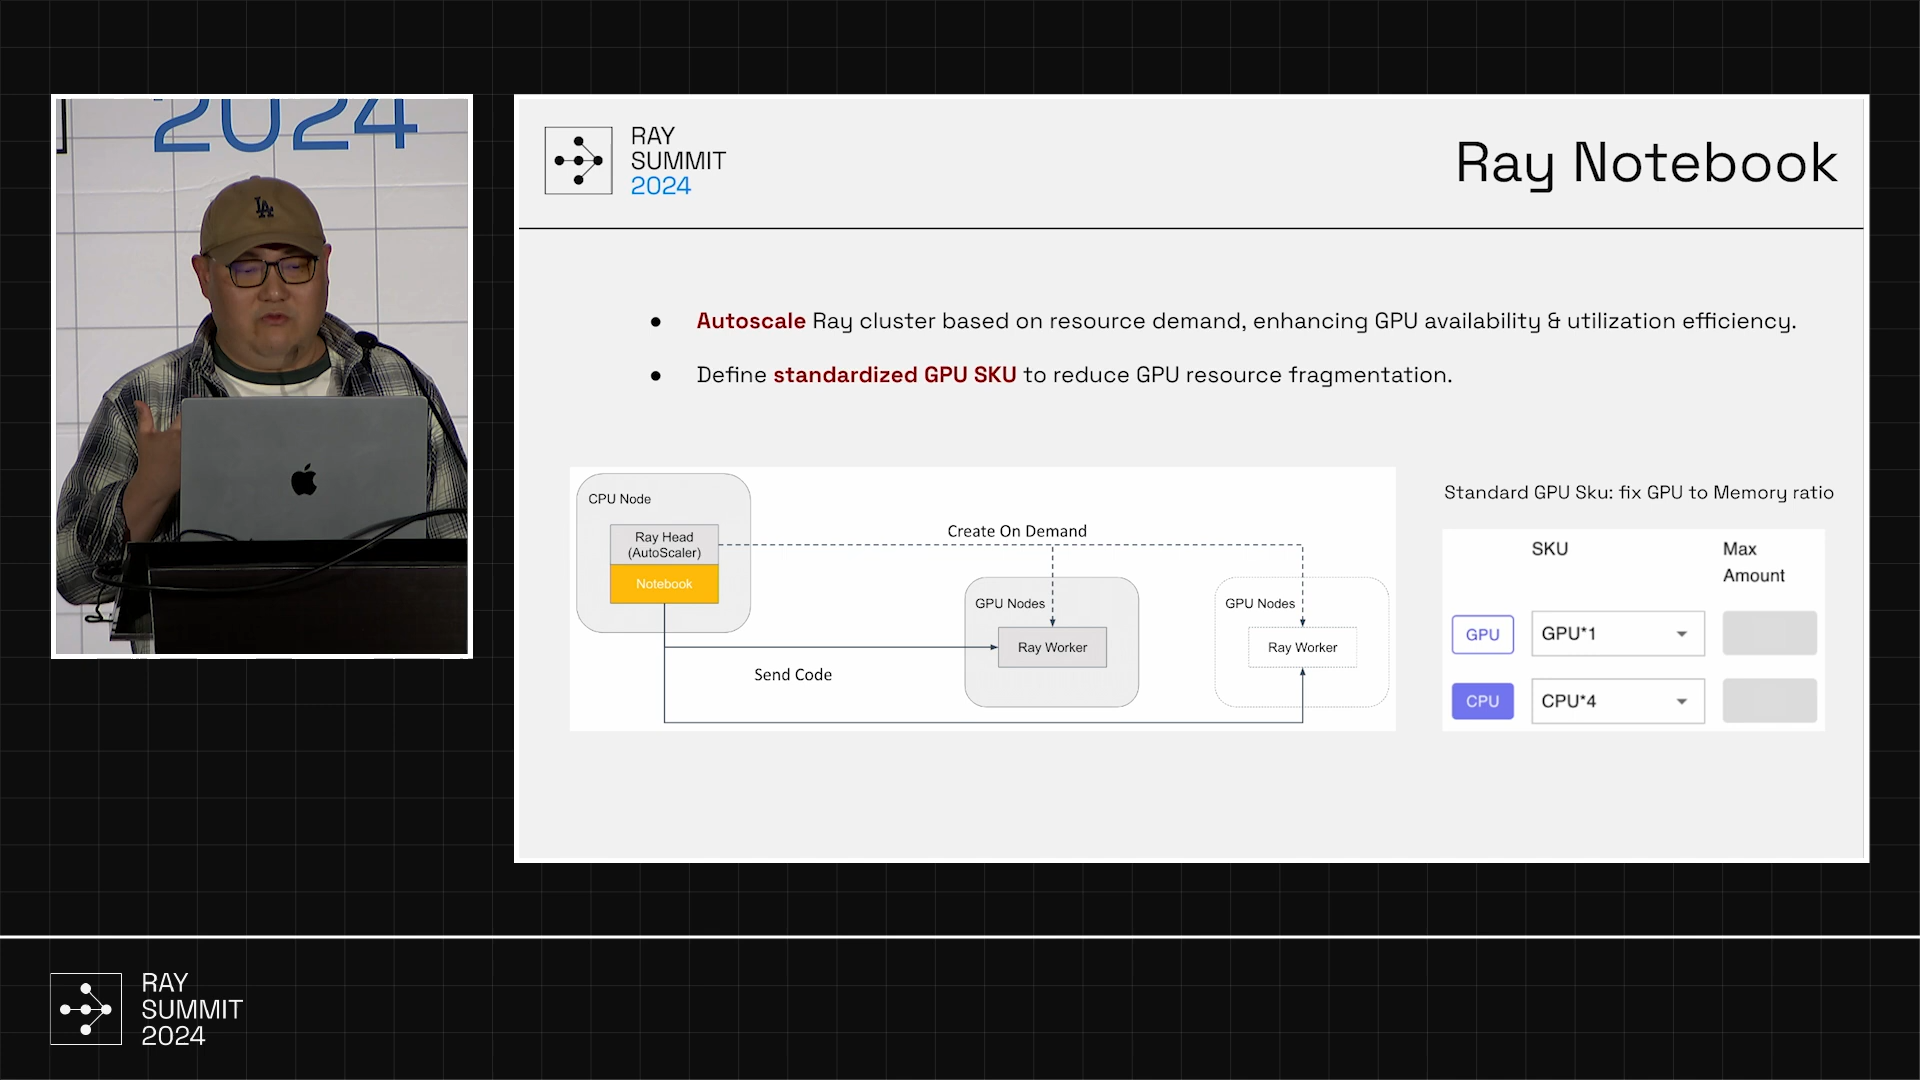 2024
RAY
SUMMIT
2024
Ray Notebook
Autoscale Ray cluster based on resource demand, enhancing GPU availability & utilization efficiency.
Define standardized GPU SKU to reduce GPU resource fragmentation.
CPU Node
Ray Head
(AutoScaler)
Notebook
Create On Demand
GPU Nodes
Ray Worker
GPU Nodes
Ray Worker
Send Code
Standard GPU Sku: fix GPU to Memory ratio
SKU
Max
Amount
GPU
GPU*1
CPU
CPU*4
LA
RAY
SUMMIT
2024